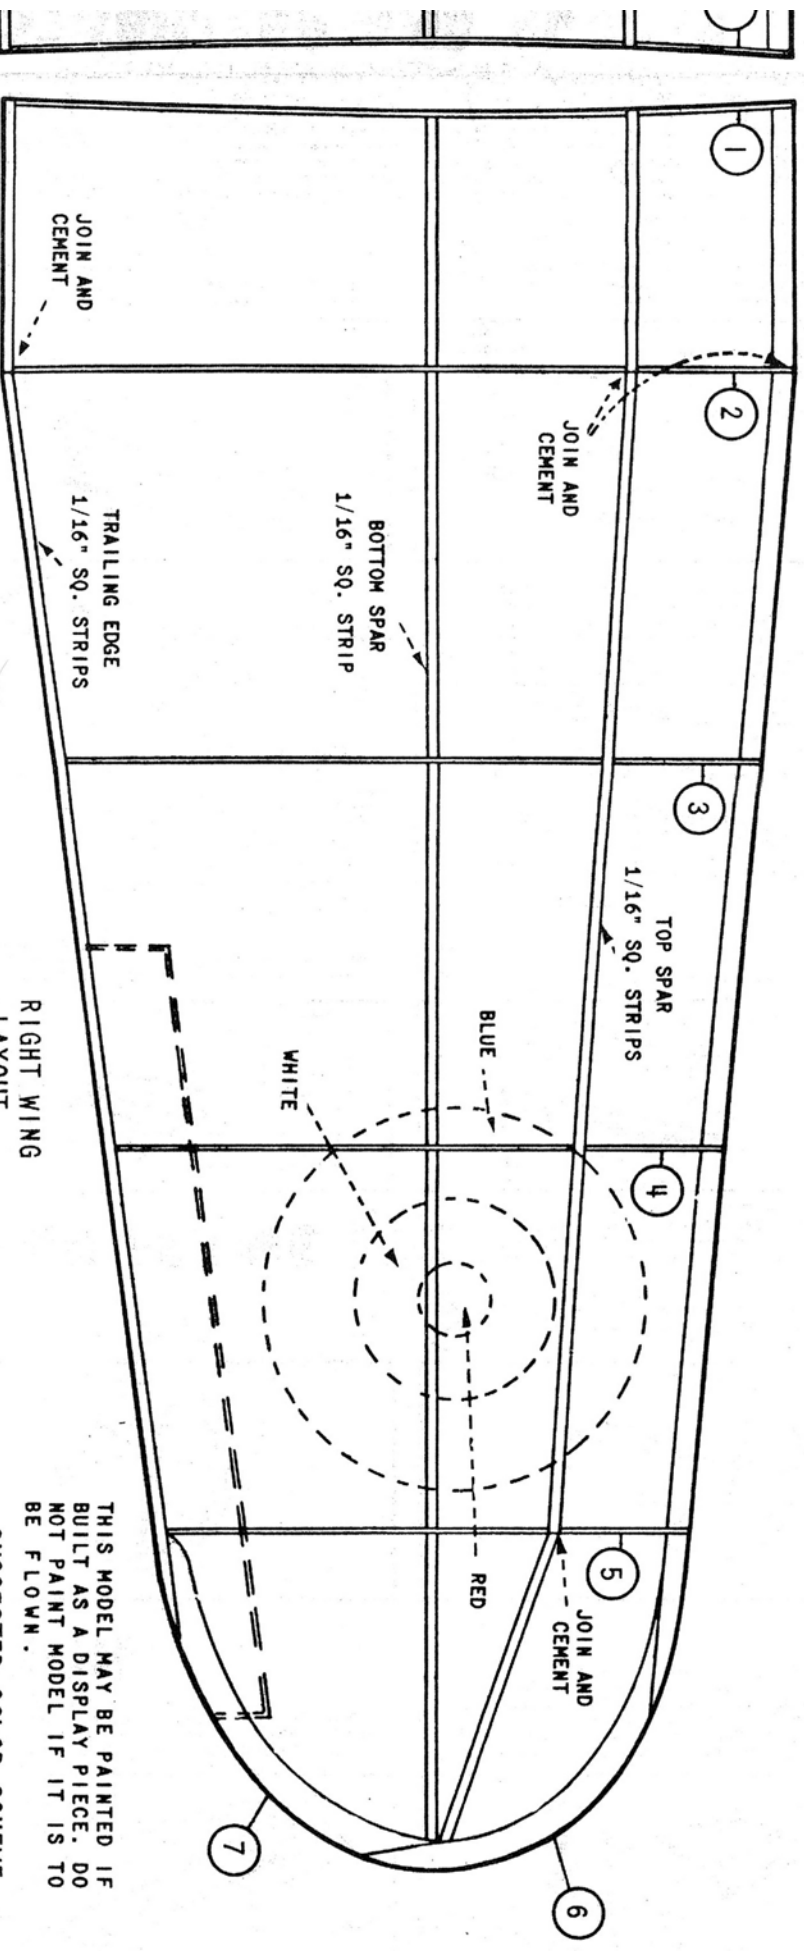 1
JOIN AND
CEMENT
2
JOIN AND
CEMENT
BOTTOM SPAR
1/16" SQ. STRIP
TRAILING EDGE
1/16" SQ. STRIPS
3
TOP SPAR
1/16" SQ. STRIPS
BLUE
WHITE
RIGHT WING
LAYOUT
4
RED
5
JOIN AND
CEMENT
THIS MODEL MAY BE PAINTED IF
BUILT AS A DISPLAY PIECE. DO
NOT PAINT MODEL IF IT IS TO
BE FLOWN.
6
7